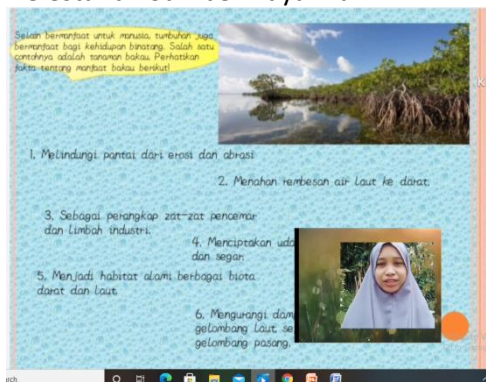 Selain bermanfaat untuk manusia, tumbuhan juga
bermanfaat bagi kehidupan binatang. Salah satu
contohnya adalah tanaman bakau. Perhatikan
fakta tentang manfaat bakau berikut!
1. Melindungi pantai dari erosi dan abrasi
2. Menahan rembesan air laut ke darat.
3. Sebagai perangkap zat-zat pencemar
dan limbah industri.
4. Menciptakan uda
dan segar.
5. Menjadi habitat alami berbagai biota
darat dan laut
6. Mengurangi dam
gelombang laut se
gelombang pasang.